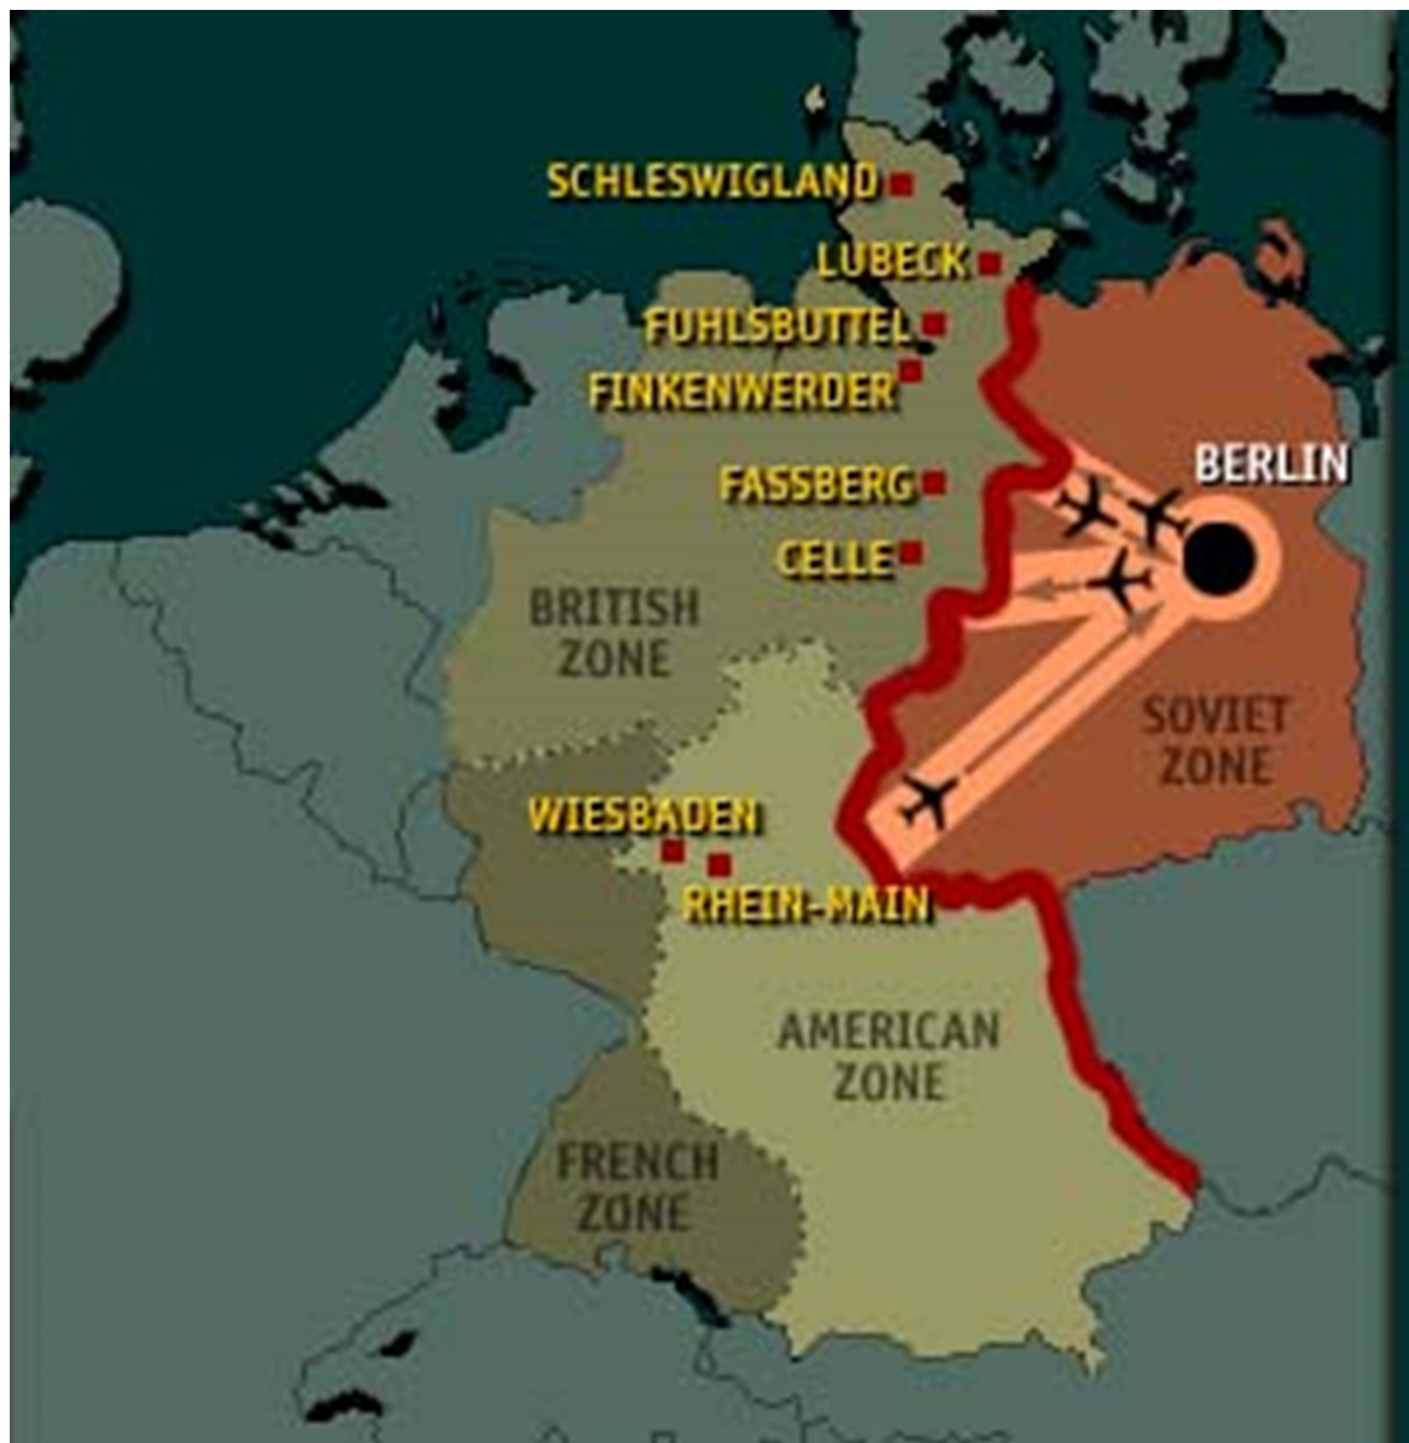 SCHLESWIGLAND
LUBECK
FUHLSBUTTEL
FINKENWERDER
BERLIN
FASSBERG
CELLE
BRITISH
ZONE
SOVIET
ZONE
WIESBADEN
RHEIN-MAIN
AMERICAN
ZONE
FRENCH
ZONE